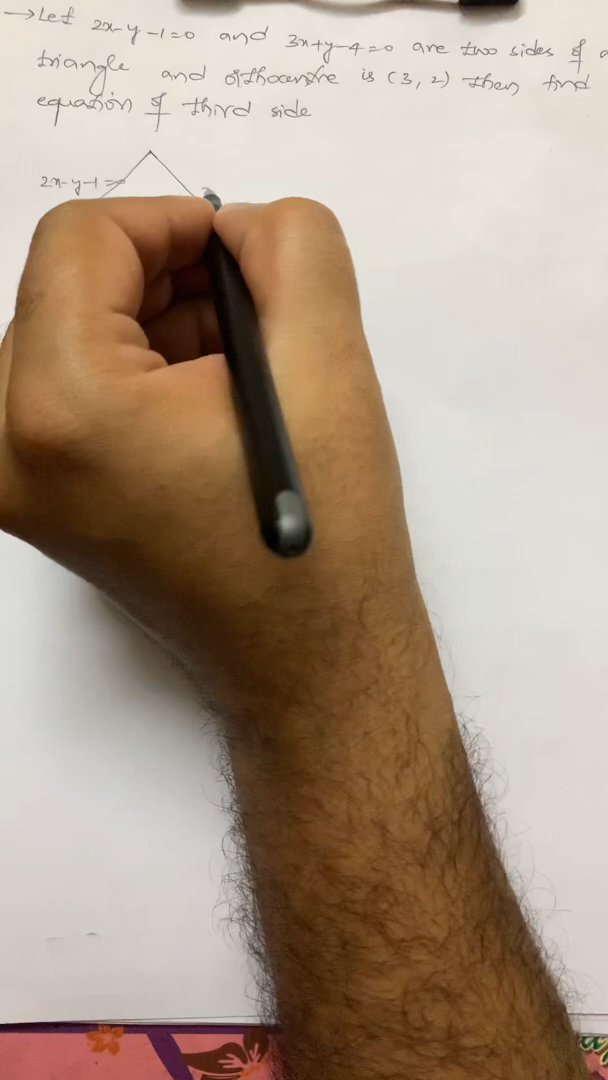 →Let 2x-y-1=0 and 3x+y-4=0 are two sides of a
triangle and orthocentre is (3, 2) then find
equation of third side
2x-y-1=0